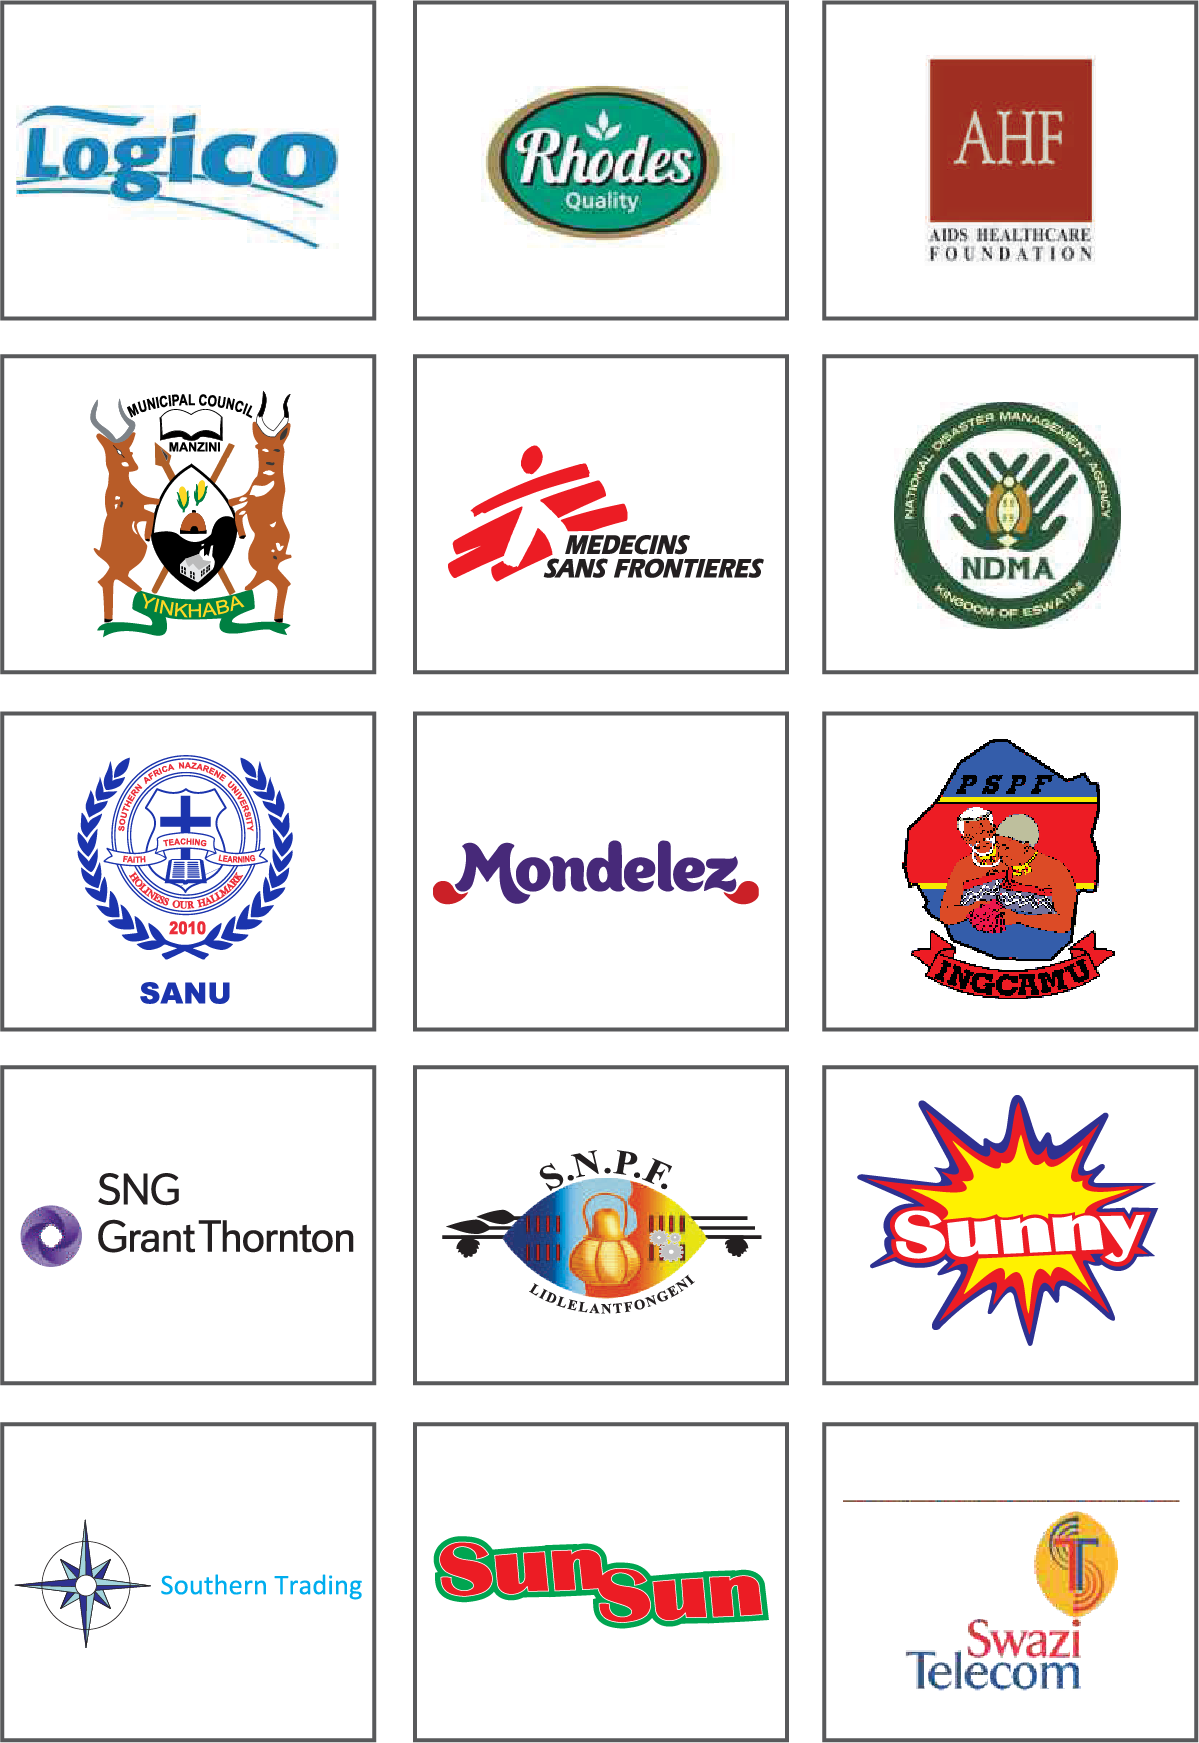 Logico
Rhodes
Quality
AHF
AIDS HEALTHCARE
FOUNDATION
MUNICIPAL COUNCIL
MANZINI
YINKHABA
MEDECINS
SANS FRONTIERES
NATIONAL DISASTER MANAGEMENT AGENCY
NDMA
KINGDOM OF ESWATINI
SOUTHERN AFRICA NAZARENE UNIVERSITY
TEACHING
FAITH LEARNING
HOLINESS OUR HALLMARK
2010
SANU
Mondelez
PSPF
INGCAMU
SNG
Grant Thornton
S.N.P.F.
LIDLELANTFONGENI
Sunny
Southern Trading
Sun
Sun
T
Swazi
Telecom